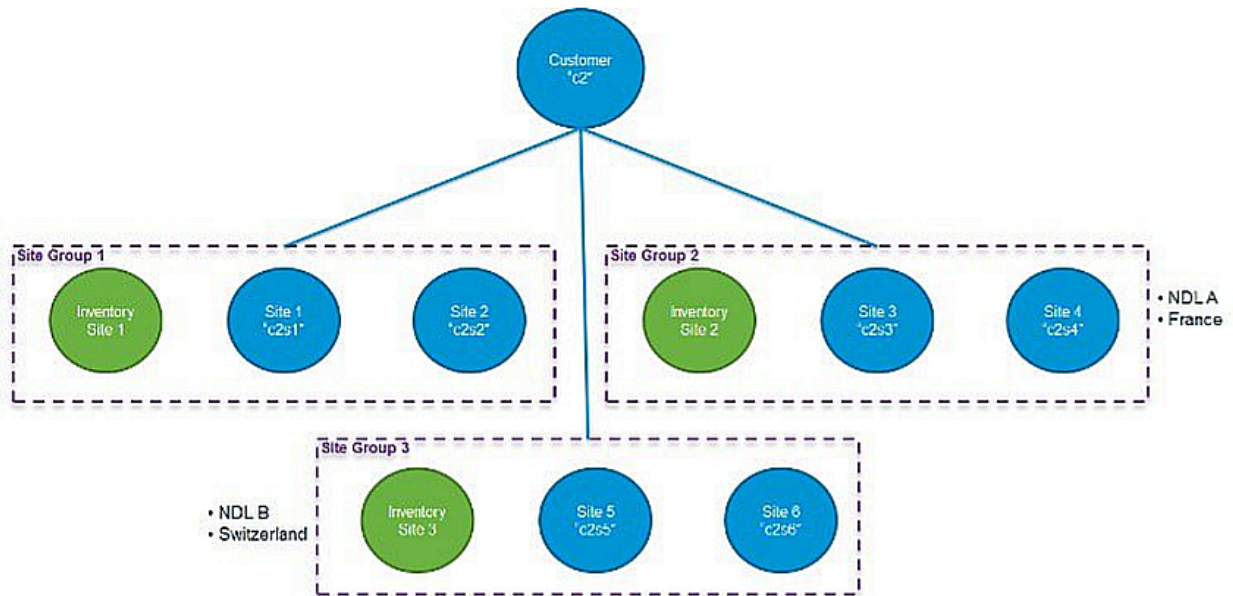 Customer
"c2"
Site Group 1
Inventory
Site 1
Site 1
"c2s1"
Site 2
"c2s2"
Site Group 2
Inventory
Site 2
Site 3
"c2s3"
Site 4
"c2s4"
• NDL A
• France
Site Group 3
Inventory
Site 3
Site 5
"c2s5"
Site 6
"c2s6"
• NDL B
• Switzerland